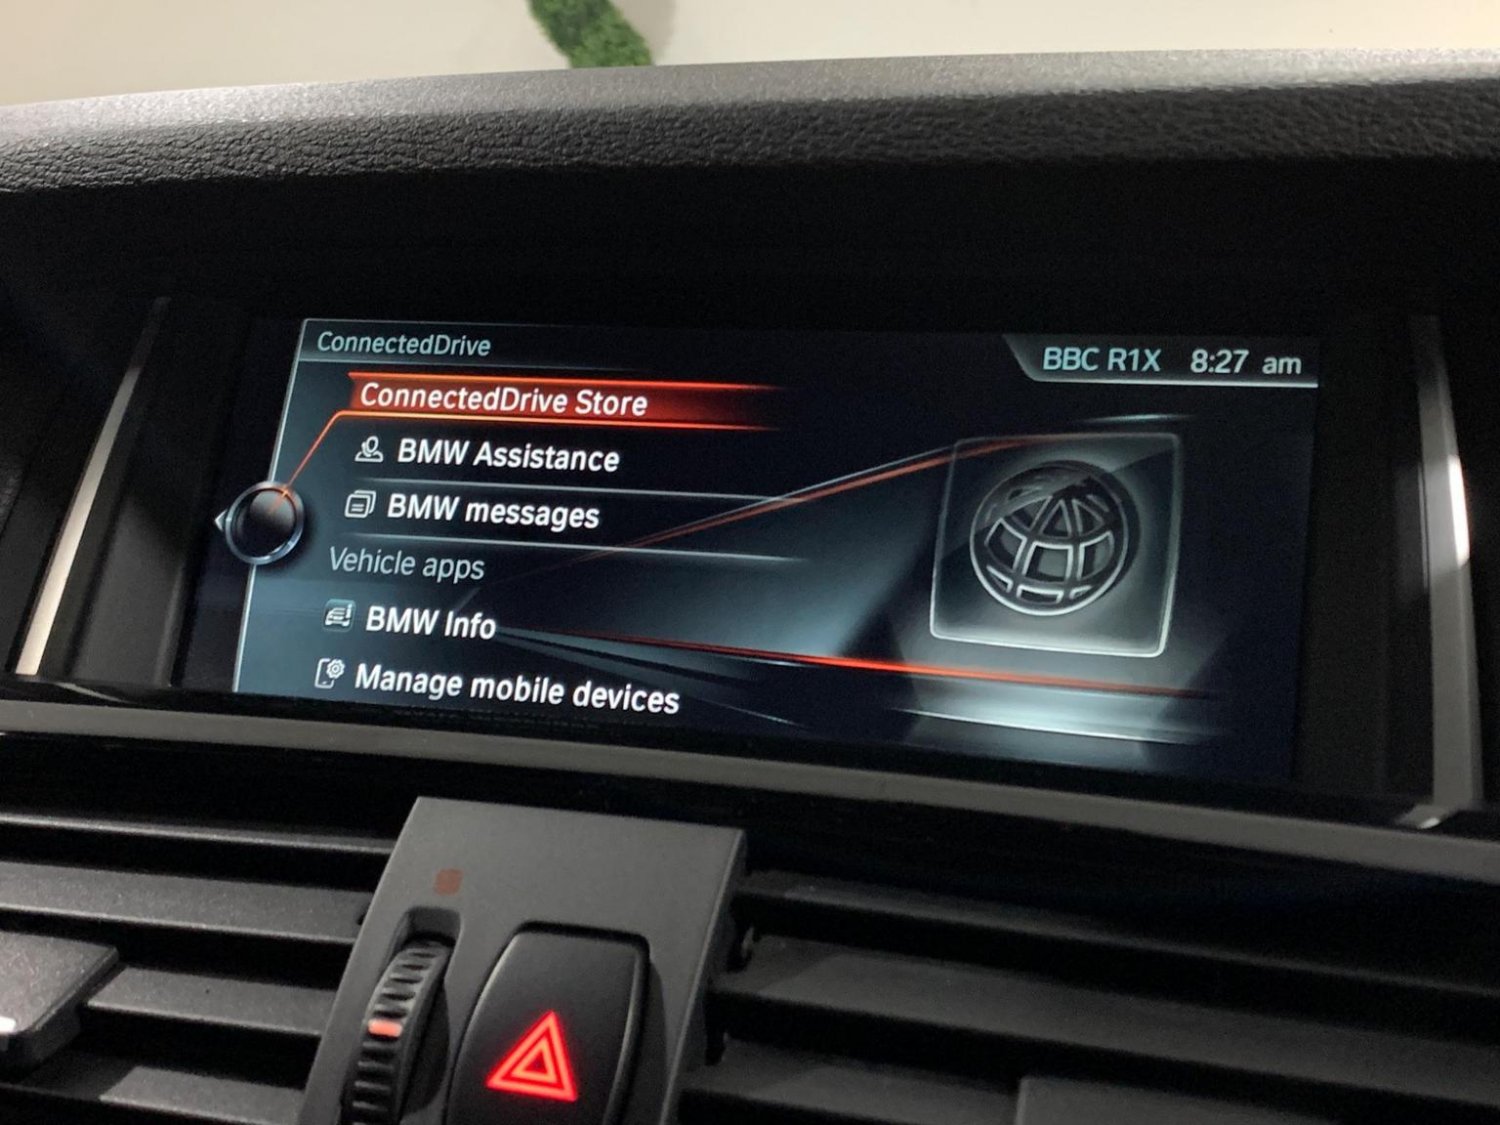 ConnectedDrive
BBC R1X 8:27 am
ConnectedDrive Store
BMW Assistance
BMW messages
Vehicle apps
BMW Info
Manage mobile devices